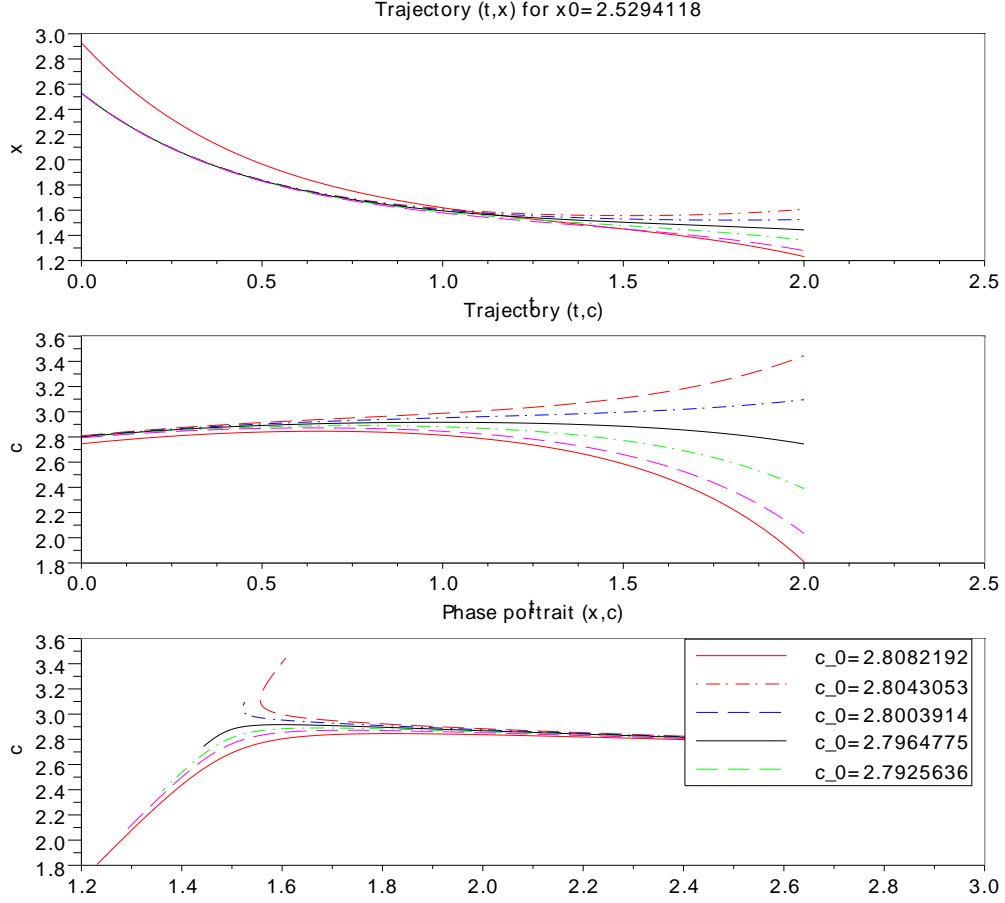 Trajectory (t,x) for x0=2.5294118
3.0
2.8
2.6
2.4
2.2
2.0
1.8
1.6
1.4
1.2
x
0.0 0.5 1.0 1.5 2.0 2.5
t
Trajectory (t,c)
3.6
3.4
3.2
3.0
2.8
2.6
2.4
2.2
2.0
1.8
c
0.0 0.5 1.0 1.5 2.0 2.5
t
Phase portrait (x,c)
3.6
3.4
3.2
3.0
2.8
2.6
2.4
2.2
2.0
1.8
c
1.2 1.4 1.6 1.8 2.0 2.2 2.4 2.6 2.8 3.0
c_0=2.8082192
c_0=2.8043053
c_0=2.8003914
c_0=2.7964775
c_0=2.7925636